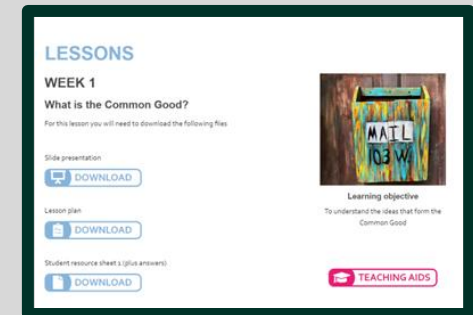 LESSONS
WEEK 1
What is the Common Good?
For this lesson you will need to download the following files
Slide presentation
DOWNLOAD
Lesson plan
DOWNLOAD
Student resource sheet 1 (plus answers)
DOWNLOAD
MAIL
103 W.
Learning objective
To understand the ideas that form the
Common Good
TEACHING AIDS